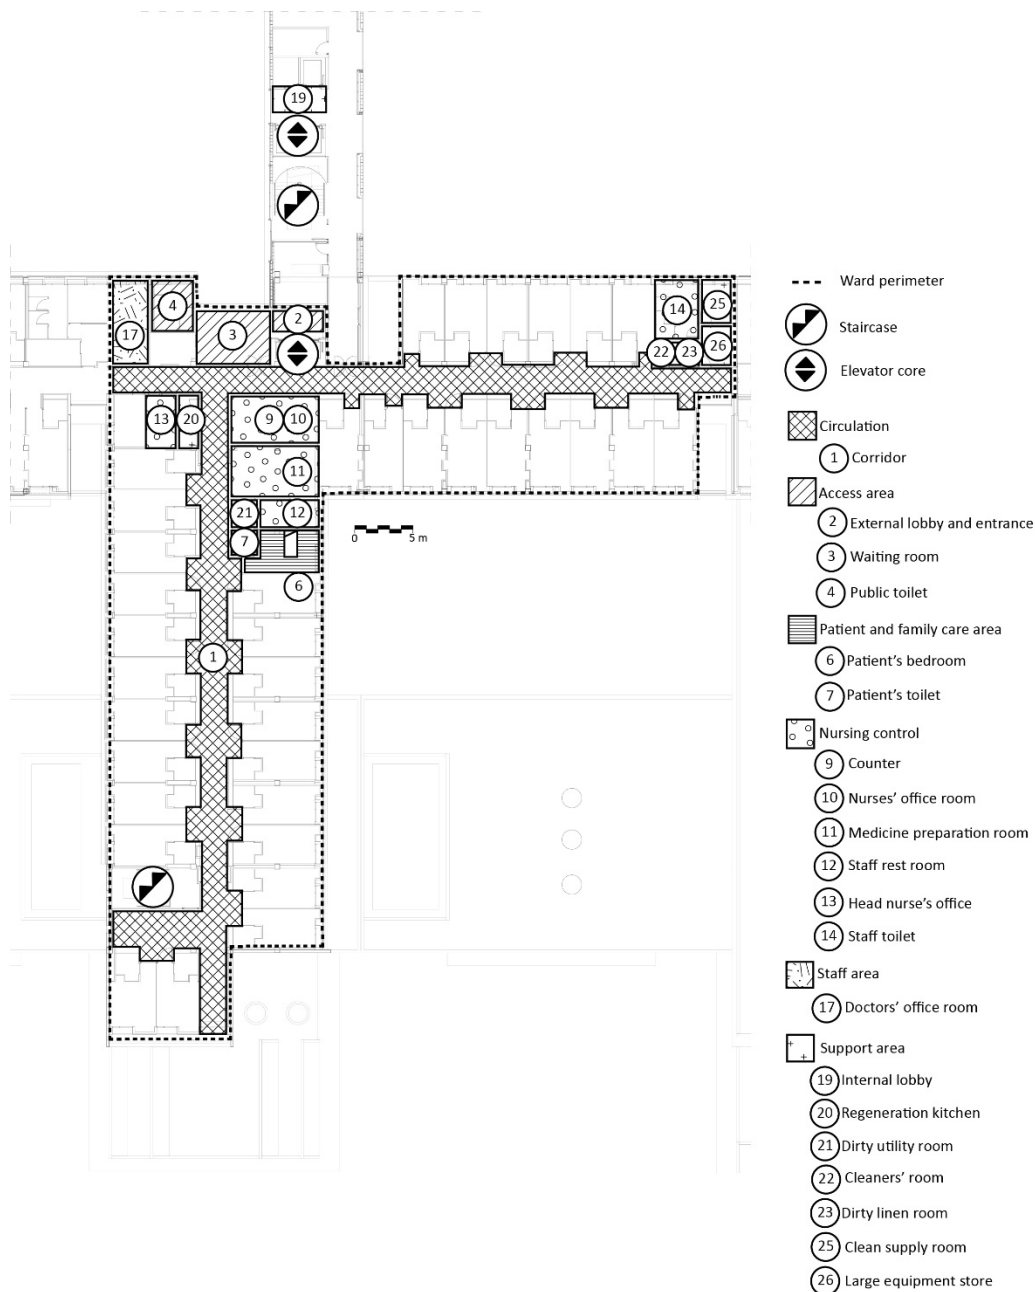 19
4
2
17
3
14
25
22
23
26
13
20
9
10
11
21
12
0
5 m
7
6
1
Ward perimeter
Staircase
Elevator core
Circulation
1 Corridor
Access area
2 External lobby and entrance
3 Waiting room
4 Public toilet
Patient and family care area
6 Patient's bedroom
7 Patient's toilet
Nursing control
9 Counter
10 Nurses' office room
11 Medicine preparation room
12 Staff rest room
13 Head nurse's office
14 Staff toilet
Staff area
17 Doctors' office room
Support area
19 Internal lobby
20 Regeneration kitchen
21 Dirty utility room
22 Cleaners' room
23 Dirty linen room
25 Clean supply room
26 Large equipment store